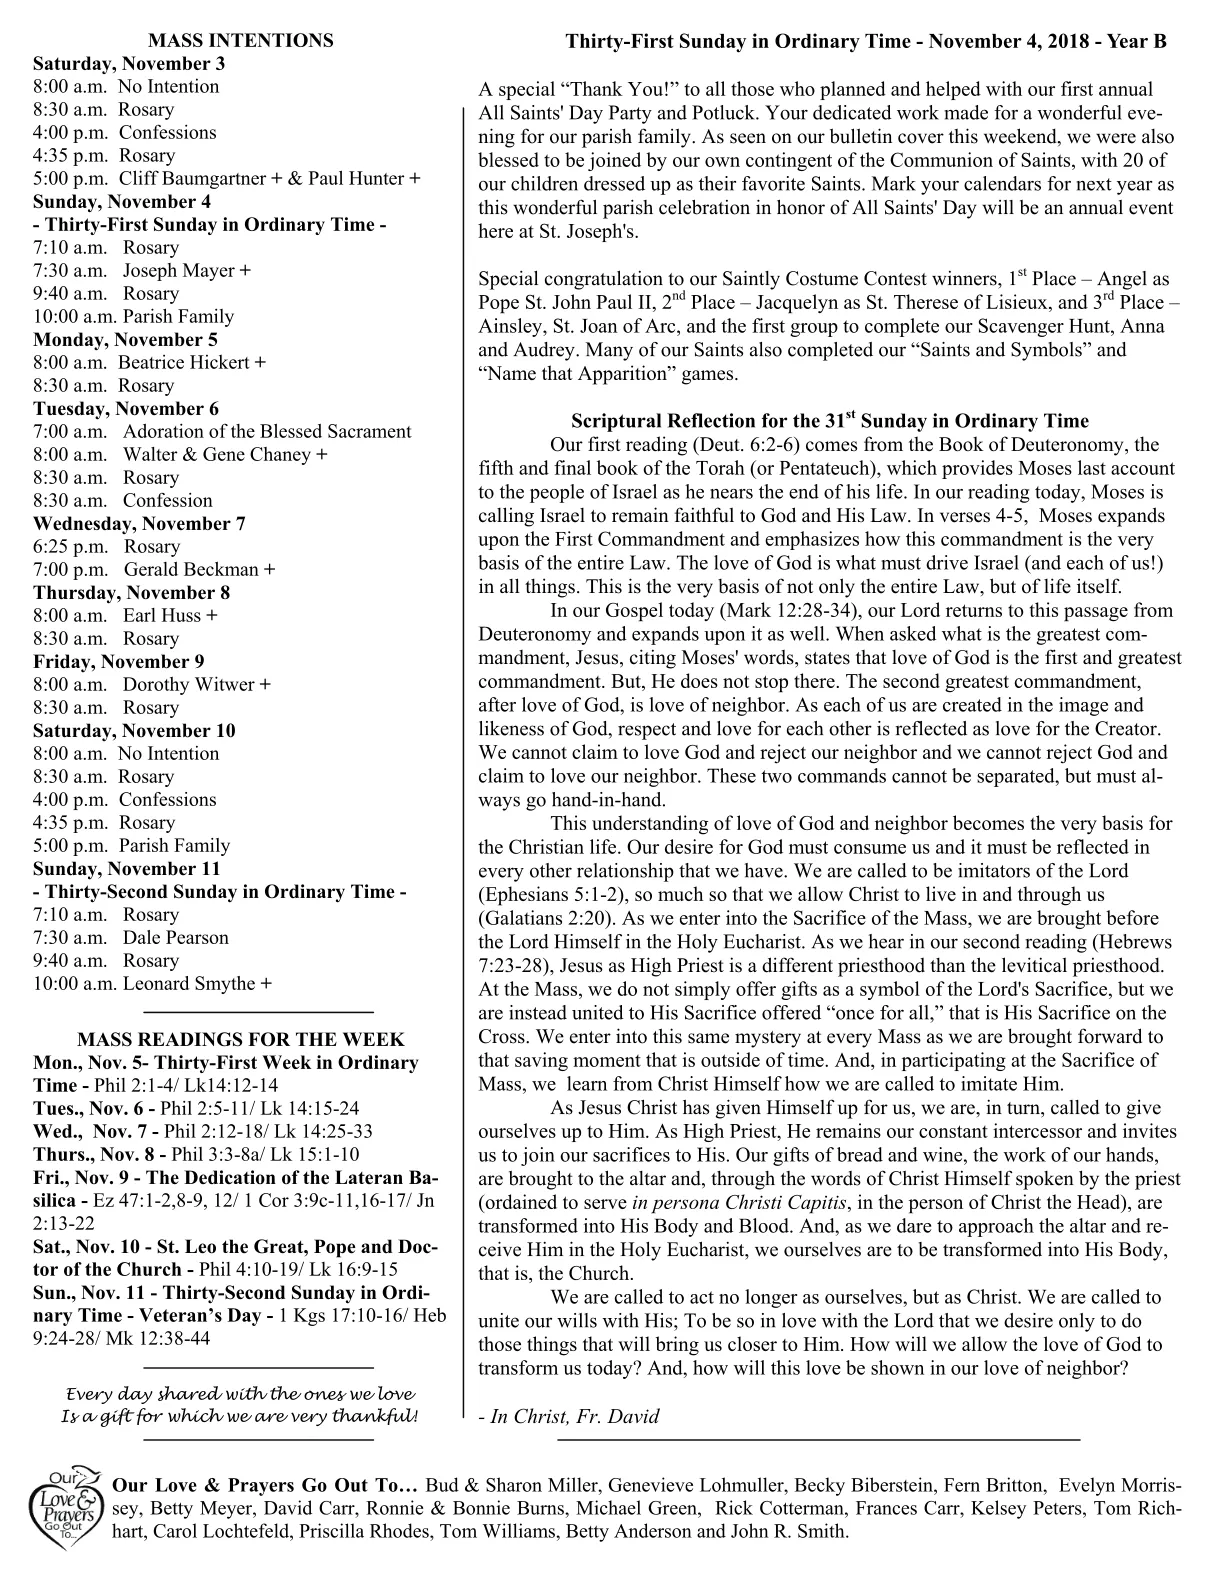 MASS INTENTIONS
Saturday, November 3
8:00 a.m. No Intention
8:30 a.m. Rosary
4:00 p.m. Confessions
4:35 p.m. Rosary
5:00 p.m. Cliff Baumgartner + & Paul Hunter +
Sunday, November 4
- Thirty-First Sunday in Ordinary Time -
7:10 a.m. Rosary
7:30 a.m. Joseph Mayer +
9:40 a.m. Rosary
10:00 a.m. Parish Family
Monday, November 5
8:00 a.m. Beatrice Hickert +
8:30 a.m. Rosary
Tuesday, November 6
7:00 a.m. Adoration of the Blessed Sacrament
8:00 a.m. Walter & Gene Chaney +
8:30 a.m. Rosary
8:30 a.m. Confession
Wednesday, November 7
6:25 p.m. Rosary
7:00 p.m. Gerald Beckman +
Thursday, November 8
8:00 a.m. Earl Huss +
8:30 a.m. Rosary
Friday, November 9
8:00 a.m. Dorothy Witwer +
8:30 a.m. Rosary
Saturday, November 10
8:00 a.m. No Intention
8:30 a.m. Rosary
4:00 p.m. Confessions
4:35 p.m. Rosary
5:00 p.m. Parish Family
Sunday, November 11
- Thirty-Second Sunday in Ordinary Time -
7:10 a.m. Rosary
7:30 a.m. Dale Pearson
9:40 a.m. Rosary
10:00 a.m. Leonard Smythe +
MASS READINGS FOR THE WEEK
Mon., Nov. 5- Thirty-First Week in Ordinary
Time - Phil 2:1-4/ Lk14:12-14
Tues., Nov. 6 - Phil 2:5-11/ Lk 14:15-24
Wed., Nov. 7 - Phil 2:12-18/ Lk 14:25-33
Thurs., Nov. 8 - Phil 3:3-8a/ Lk 15:1-10
Fri., Nov. 9 - The Dedication of the Lateran Ba-
silica - Ez 47:1-2,8-9, 12/ 1 Cor 3:9c-11,16-17/ Jn
2:13-22
Sat., Nov. 10 - St. Leo the Great, Pope and Doc-
tor of the Church - Phil 4:10-19/ Lk 16:9-15
Sun., Nov. 11 - Thirty-Second Sunday in Ordi-
nary Time - Veteran’s Day - 1 Kgs 17:10-16/ Heb
9:24-28/ Mk 12:38-44
Every day shared with the ones we love
Is a gift for which we are very thankful!
Thirty-First Sunday in Ordinary Time - November 4, 2018 - Year B
A special “Thank You!” to all those who planned and helped with our first annual
All Saints' Day Party and Potluck. Your dedicated work made for a wonderful eve-
ning for our parish family. As seen on our bulletin cover this weekend, we were also
blessed to be joined by our own contingent of the Communion of Saints, with 20 of
our children dressed up as their favorite Saints. Mark your calendars for next year as
this wonderful parish celebration in honor of All Saints' Day will be an annual event
here at St. Joseph's.
Special congratulation to our Saintly Costume Contest winners, 1st Place – Angel as
Pope St. John Paul II, 2nd Place – Jacquelyn as St. Therese of Lisieux, and 3rd Place –
Ainsley, St. Joan of Arc, and the first group to complete our Scavenger Hunt, Anna
and Audrey. Many of our Saints also completed our “Saints and Symbols” and
“Name that Apparition” games.
Scriptural Reflection for the 31st Sunday in Ordinary Time
Our first reading (Deut. 6:2-6) comes from the Book of Deuteronomy, the
fifth and final book of the Torah (or Pentateuch), which provides Moses last account
to the people of Israel as he nears the end of his life. In our reading today, Moses is
calling Israel to remain faithful to God and His Law. In verses 4-5, Moses expands
upon the First Commandment and emphasizes how this commandment is the very
basis of the entire Law. The love of God is what must drive Israel (and each of us!)
in all things. This is the very basis of not only the entire Law, but of life itself.
In our Gospel today (Mark 12:28-34), our Lord returns to this passage from
Deuteronomy and expands upon it as well. When asked what is the greatest com-
mandment, Jesus, citing Moses' words, states that love of God is the first and greatest
commandment. But, He does not stop there. The second greatest commandment,
after love of God, is love of neighbor. As each of us are created in the image and
likeness of God, respect and love for each other is reflected as love for the Creator.
We cannot claim to love God and reject our neighbor and we cannot reject God and
claim to love our neighbor. These two commands cannot be separated, but must al-
ways go hand-in-hand.
This understanding of love of God and neighbor becomes the very basis for
the Christian life. Our desire for God must consume us and it must be reflected in
every other relationship that we have. We are called to be imitators of the Lord
(Ephesians 5:1-2), so much so that we allow Christ to live in and through us
(Galatians 2:20). As we enter into the Sacrifice of the Mass, we are brought before
the Lord Himself in the Holy Eucharist. As we hear in our second reading (Hebrews
7:23-28), Jesus as High Priest is a different priesthood than the levitical priesthood.
At the Mass, we do not simply offer gifts as a symbol of the Lord's Sacrifice, but we
are instead united to His Sacrifice offered “once for all,” that is His Sacrifice on the
Cross. We enter into this same mystery at every Mass as we are brought forward to
that saving moment that is outside of time. And, in participating at the Sacrifice of
Mass, we learn from Christ Himself how we are called to imitate Him.
As Jesus Christ has given Himself up for us, we are, in turn, called to give
ourselves up to Him. As High Priest, He remains our constant intercessor and invites
us to join our sacrifices to His. Our gifts of bread and wine, the work of our hands,
are brought to the altar and, through the words of Christ Himself spoken by the priest
(ordained to serve in persona Christi Capitis, in the person of Christ the Head), are
transformed into His Body and Blood. And, as we dare to approach the altar and re-
ceive Him in the Holy Eucharist, we ourselves are to be transformed into His Body,
that is, the Church.
We are called to act no longer as ourselves, but as Christ. We are called to
unite our wills with His; To be so in love with the Lord that we desire only to do
those things that will bring us closer to Him. How will we allow the love of God to
transform us today? And, how will this love be shown in our love of neighbor?
- In Christ, Fr. David
Our
Love &
Prayers
Go Out
To...
Our Love & Prayers Go Out To… Bud & Sharon Miller, Genevieve Lohmuller, Becky Biberstein, Fern Britton, Evelyn Morris-
sey, Betty Meyer, David Carr, Ronnie & Bonnie Burns, Michael Green, Rick Cotterman, Frances Carr, Kelsey Peters, Tom Rich-
hart, Carol Lochtefeld, Priscilla Rhodes, Tom Williams, Betty Anderson and John R. Smith.